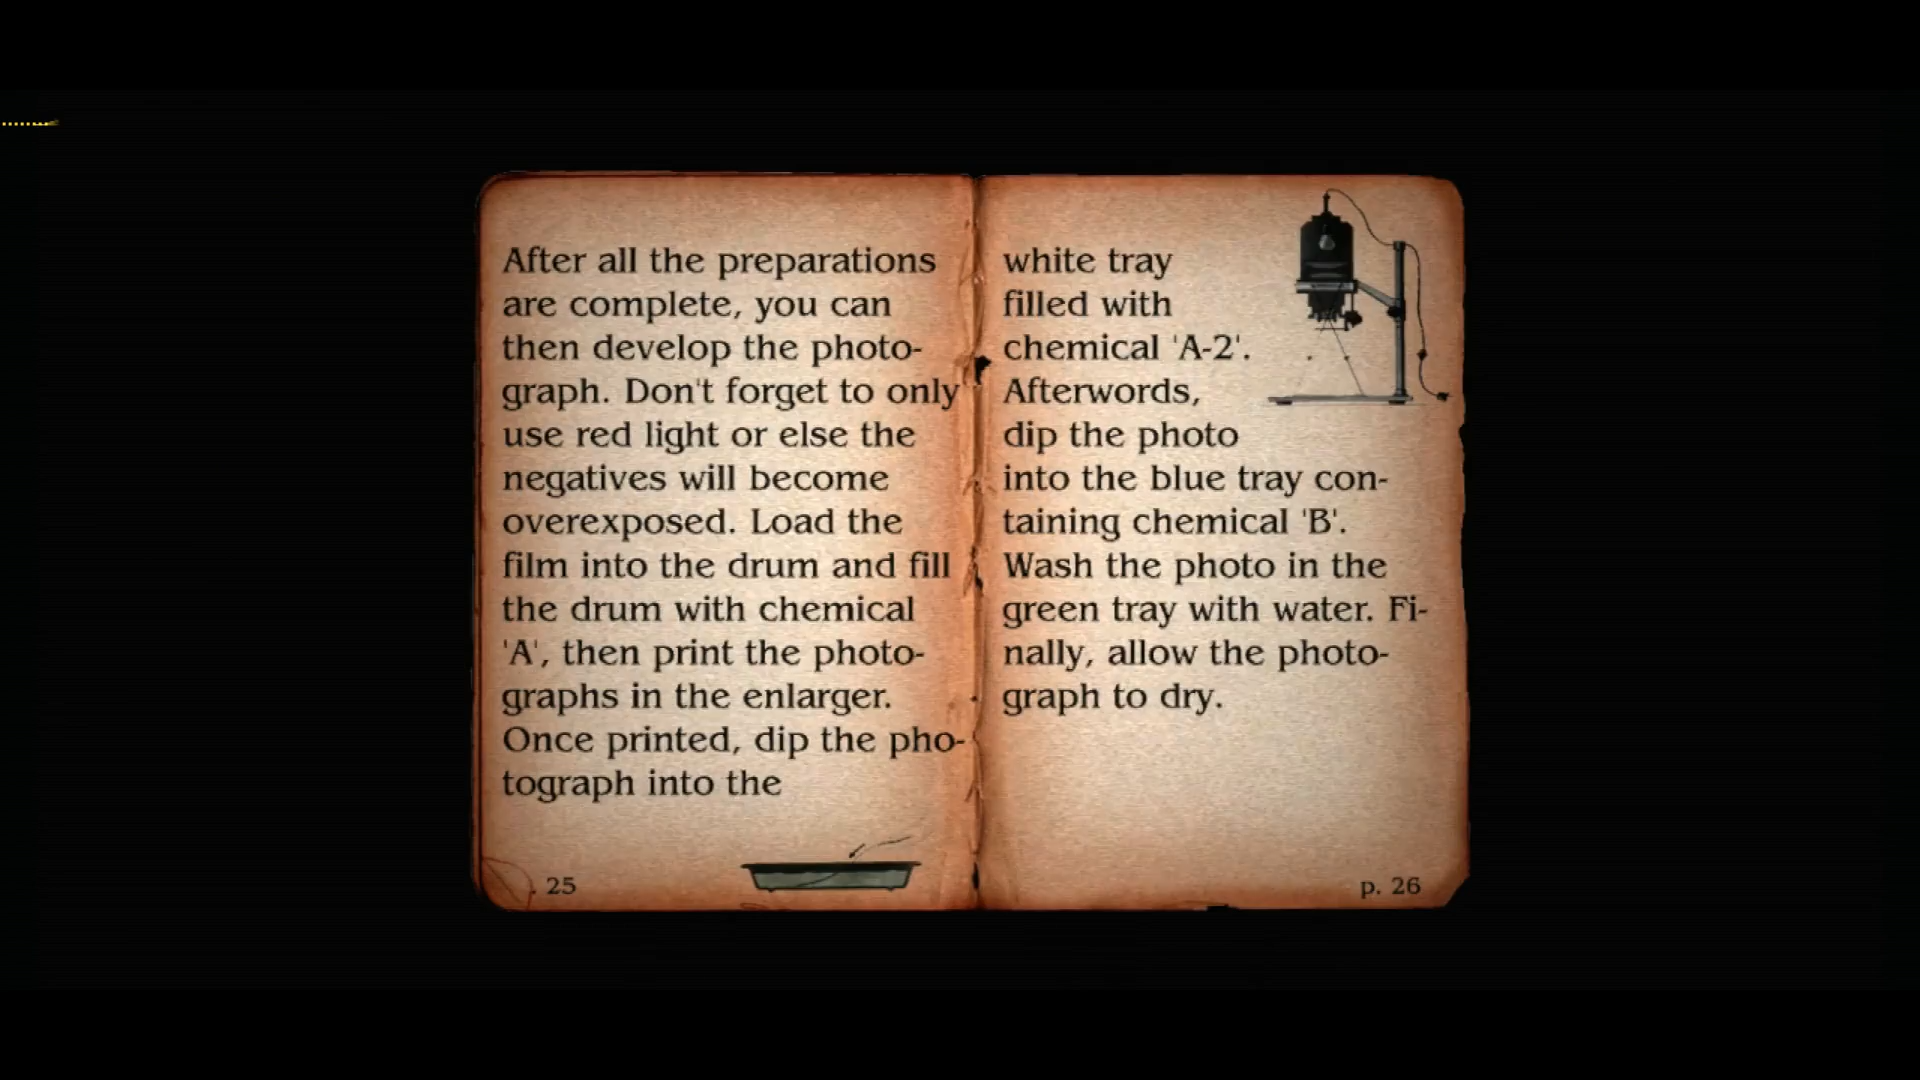 After all the preparations
are complete, you can
then develop the photo-
graph. Don't forget to only
use red light or else the
negatives will become
overexposed. Load the
film into the drum and fill
the drum with chemical
'A', then print the photo-
graphs in the enlarger.
Once printed, dip the pho-
tograph into the
. 25
white tray
filled with
chemical 'A-2'.
Afterwords,
dip the photo
into the blue tray con-
taining chemical 'B'.
Wash the photo in the
green tray with water. Fi-
nally, allow the photo-
graph to dry.
p. 26